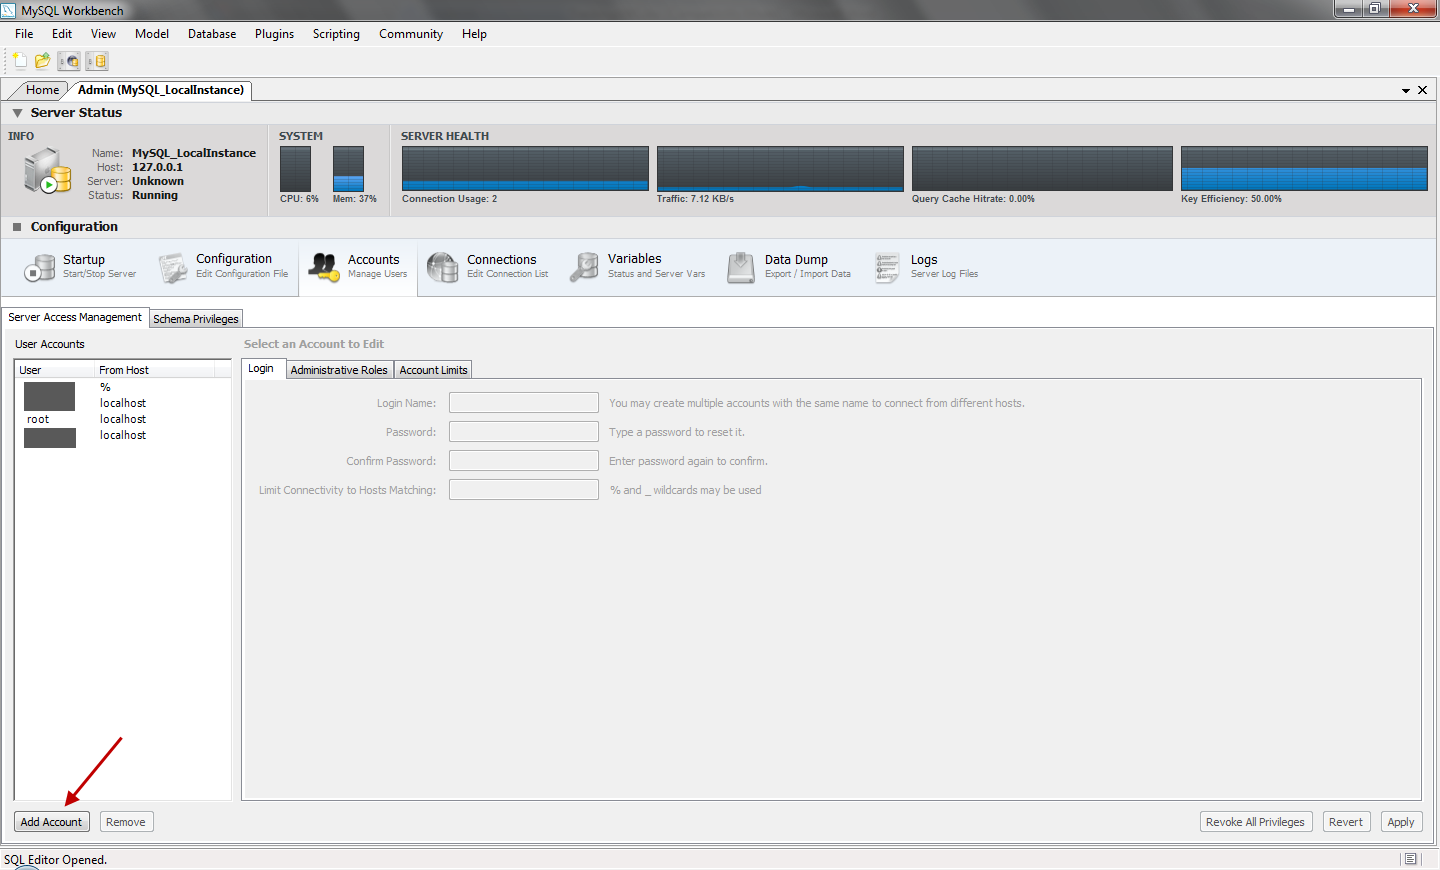 MySQL Workbench
File Edit View Model Database Plugins Scripting Community Help
Home Admin (MySQL_LocalInstance)
Server Status
INFO SYSTEM SERVER HEALTH
Name: MySQL_LocalInstance
Host: 127.0.0.1
Server: Unknown
Status: Running
CPU: 6% Mem: 37% Connection Usage: 2 Traffic: 7.12 KB/s Query Cache Hitrate: 0.00% Key Efficiency: 50.00%
Configuration
Startup Configuration Accounts Connections Variables Data Dump Logs
Start/Stop Server Edit Configuration File Manage Users Edit Connection List Status and Server Vars Export / Import Data Server Log Files
Server Access Management Schema Privileges
User Accounts Select an Account to Edit
User From Host Login Administrative Roles Account Limits
%
localhost Login Name: You may create multiple accounts with the same name to connect from different hosts.
root localhost
localhost Password: Type a password to reset it.
Confirm Password: Enter password again to confirm.
Limit Connectivity to Hosts Matching: % and _ wildcards may be used
Add Account Remove Revoke All Privileges Revert Apply
SQL Editor Opened.